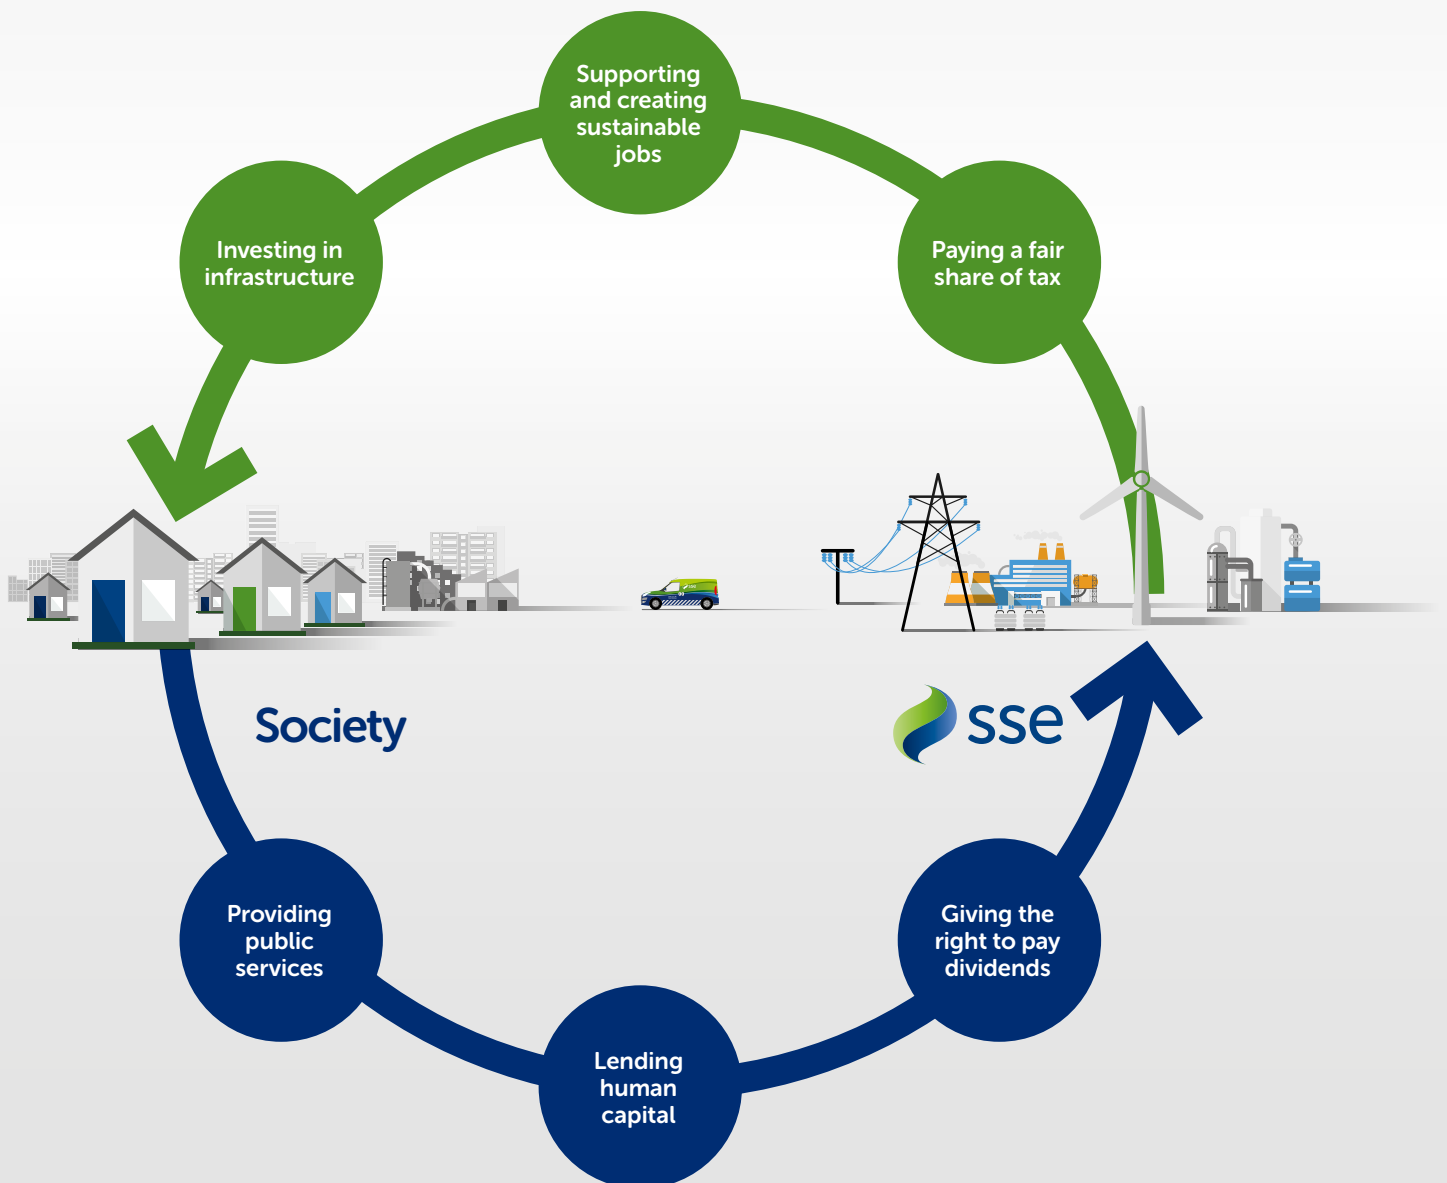 Supporting
and creating
sustainable
jobs
Investing in
infrastructure
Paying a fair
share of tax
Society
sse
Providing
public
services
Giving the
right to pay
dividends
Lending
human
capital